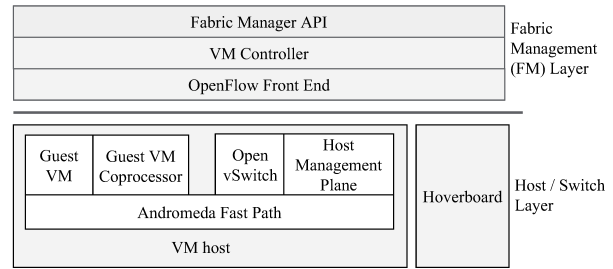 Fabric Manager API
VM Controller
OpenFlow Front End
Fabric
Management
(FM) Layer
Guest
VM
Guest VM
Coprocessor
Open
vSwitch
Host
Management
Plane
Andromeda Fast Path
VM host
Hoverboard
Host / Switch
Layer